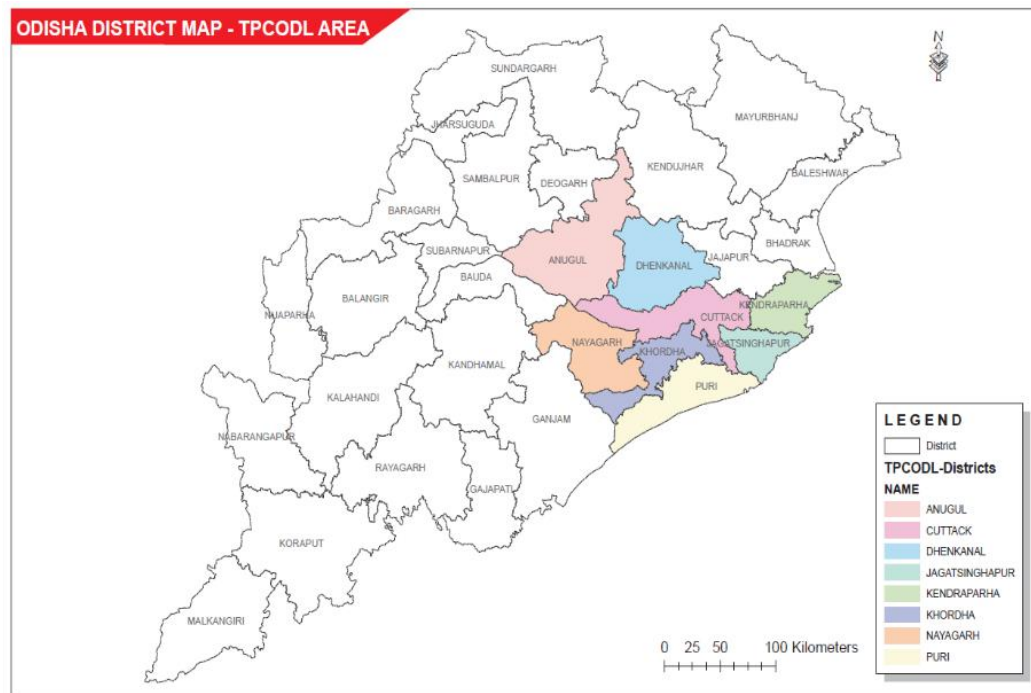 ODISHA DISTRICT MAP - TPCODL AREA
N
SUNDARGARH
MAYURBHANJ
JHARSUGUDA
KENDUJHAR
BALESHWAR
SAMBALPUR
DEOGARH
BARAGARH
BHADRAK
SUBARNAPUR
JAJAPUR
ANUGUL
DHENKANAL
BAUDA
BALANGIR
KENDRAPARHA
NUAPARHA
CUTTACK
NAYAGARH
KHORDHA
JAGATSINGHAPUR
KANDHAMAL
PURI
KALAHANDI
GANJAM
NABARANGAPUR
RAYAGARH
GAJAPATI
KORAPUT
MALKANGIRI
0 25 50 100 Kilometers
LEGEND
District
TPCODL-Districts
NAME
ANUGUL
CUTTACK
DHENKANAL
JAGATSINGHAPUR
KENDRAPARHA
KHORDHA
NAYAGARH
PURI